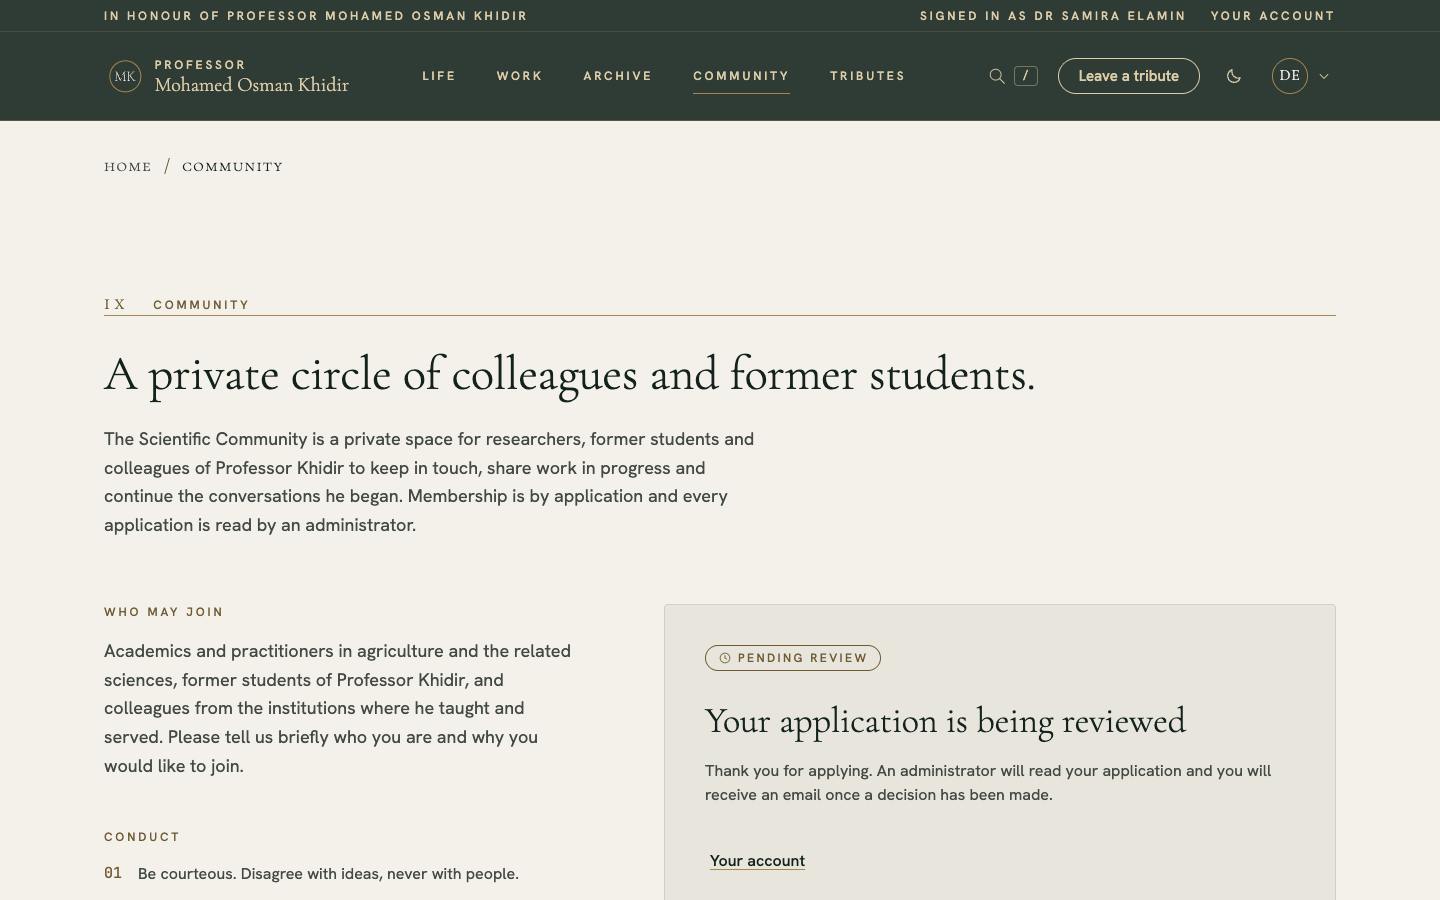 IN HONOUR OF PROFESSOR MOHAMED OSMAN KHIDIR
SIGNED IN AS DR SAMIRA ELAMIN
YOUR ACCOUNT
MK
PROFESSOR
Mohamed Osman Khidir
LIFE
WORK
ARCHIVE
COMMUNITY
TRIBUTES
/
Leave a tribute
DE
HOME / COMMUNITY
IX COMMUNITY
A private circle of colleagues and former students.
The Scientific Community is a private space for researchers, former students and
colleagues of Professor Khidir to keep in touch, share work in progress and
continue the conversations he began. Membership is by application and every
application is read by an administrator.
WHO MAY JOIN
Academics and practitioners in agriculture and the related
sciences, former students of Professor Khidir, and
colleagues from the institutions where he taught and
served. Please tell us briefly who you are and why you
would like to join.
CONDUCT
01 Be courteous. Disagree with ideas, never with people.
PENDING REVIEW
Your application is being reviewed
Thank you for applying. An administrator will read your application and you will
receive an email once a decision has been made.
Your account